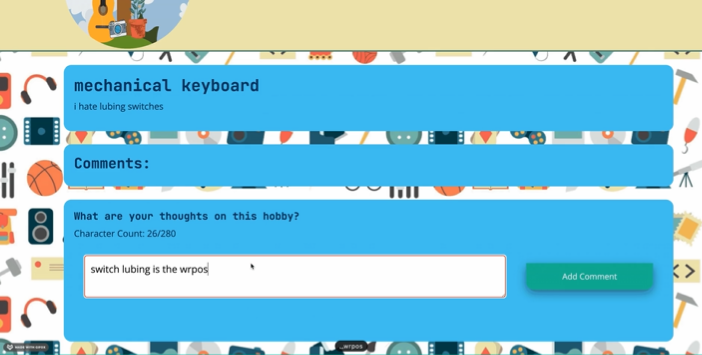 mechanical keyboard
i hate lubing switches
Comments:
What are your thoughts on this hobby?
Character Count: 26/280
switch lubing is the wrpos
Add Comment
...wrpos